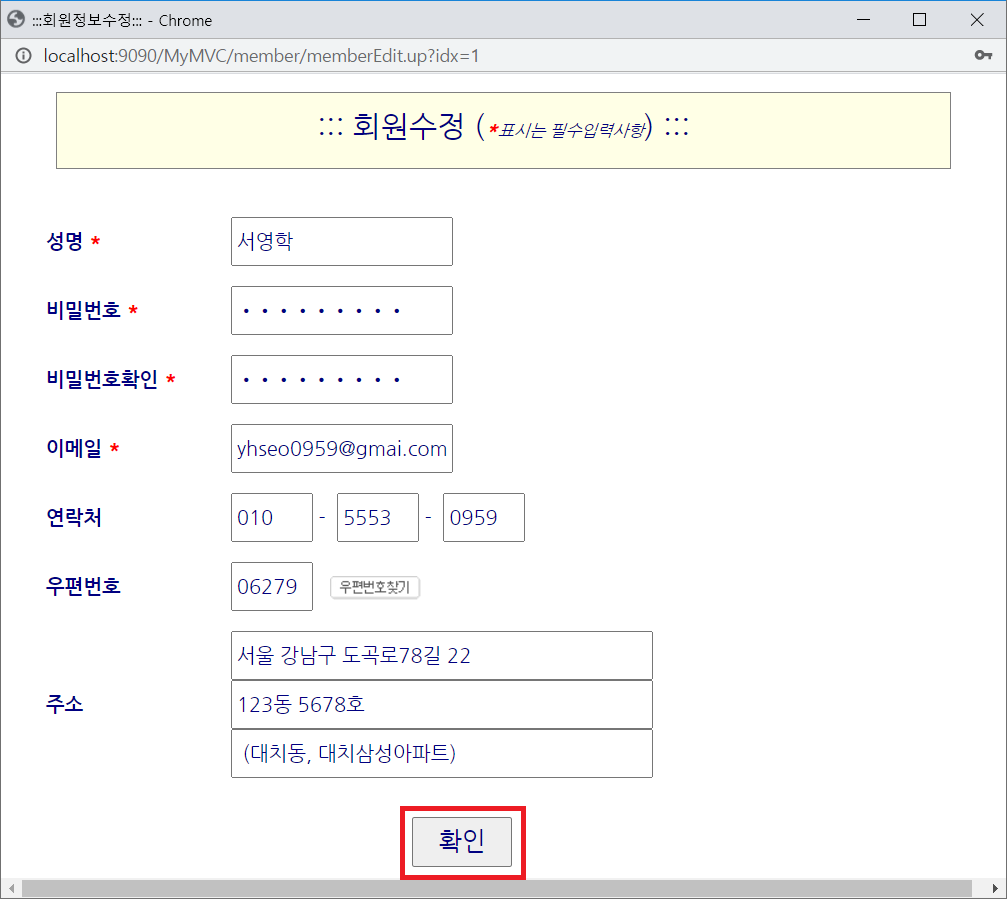 :::회원정보수정::: - Chrome
localhost:9090/MyMVC/member/memberEdit.up?idx=1
::: 회원수정 (*표시는 필수입력사항) :::
성명 * 서영학
비밀번호 * •••••••••
비밀번호확인 * •••••••••
이메일 * yhseo0959@gmai.com
연락처 010 - 5553 - 0959
우편번호 06279 우편번호찾기
서울 강남구 도곡로78길 22
주소 123동 5678호
(대치동, 대치삼성아파트)
확인